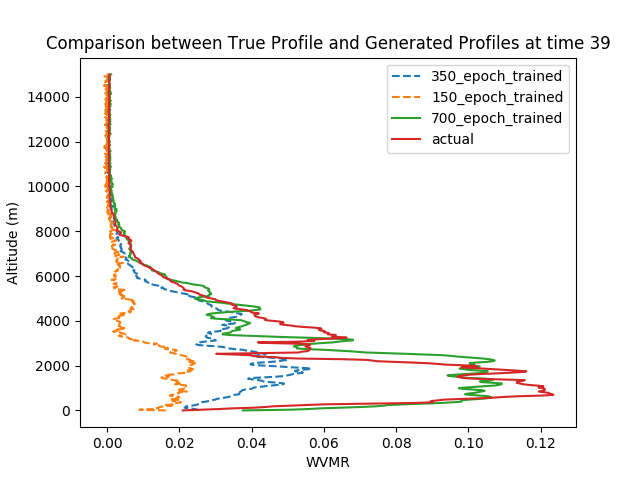 Comparison between True Profile and Generated Profiles at time 39
350_epoch_trained
150_epoch_trained
700_epoch_trained
actual
Altitude (m)
14000
12000
10000
8000
6000
4000
2000
0
0.00 0.02 0.04 0.06 0.08 0.10 0.12
WVMR